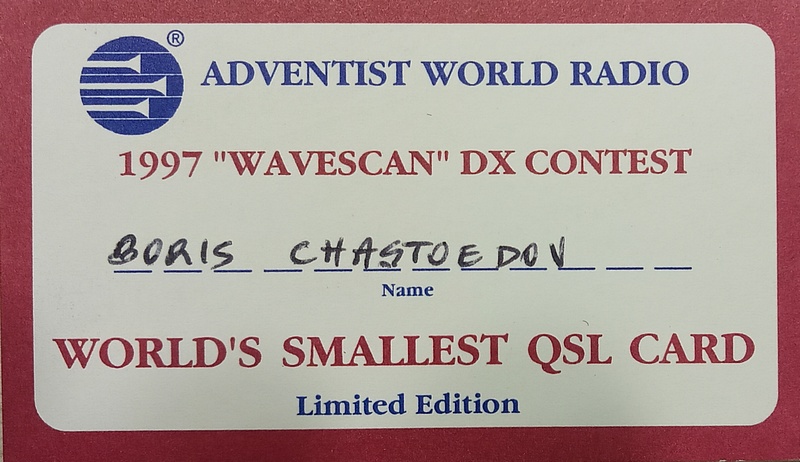 ADVENTIST WORLD RADIO ®
1997 "WAVESCAN" DX CONTEST
BORIS CHASTOEDOV
Name
WORLD'S SMALLEST QSL CARD
Limited Edition